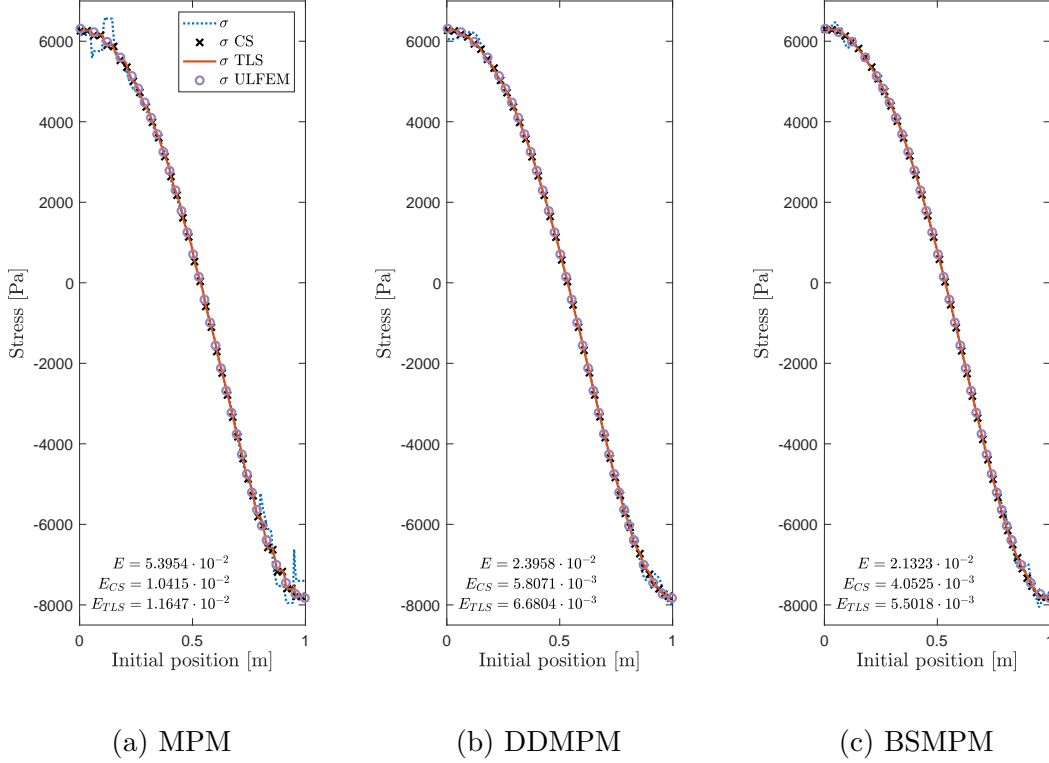 σ
σ CS
σ TLS
σ ULFEM
6000
4000
2000
0
-2000
-4000
-6000
-8000
Stress [Pa]
E = 5.3954 · 10⁻²
E_CS = 1.0415 · 10⁻²
E_TLS = 1.1647 · 10⁻²
0 0.5 1
Initial position [m]
(a) MPM
6000
4000
2000
0
-2000
-4000
-6000
-8000
Stress [Pa]
E = 2.3958 · 10⁻²
E_CS = 5.8071 · 10⁻³
E_TLS = 6.6804 · 10⁻³
0 0.5 1
Initial position [m]
(b) DDMPM
6000
4000
2000
0
-2000
-4000
-6000
-8000
Stress [Pa]
E = 2.1323 · 10⁻²
E_CS = 4.0525 · 10⁻³
E_TLS = 5.5018 · 10⁻³
0 0.5 1
Initial position [m]
(c) BSMPM